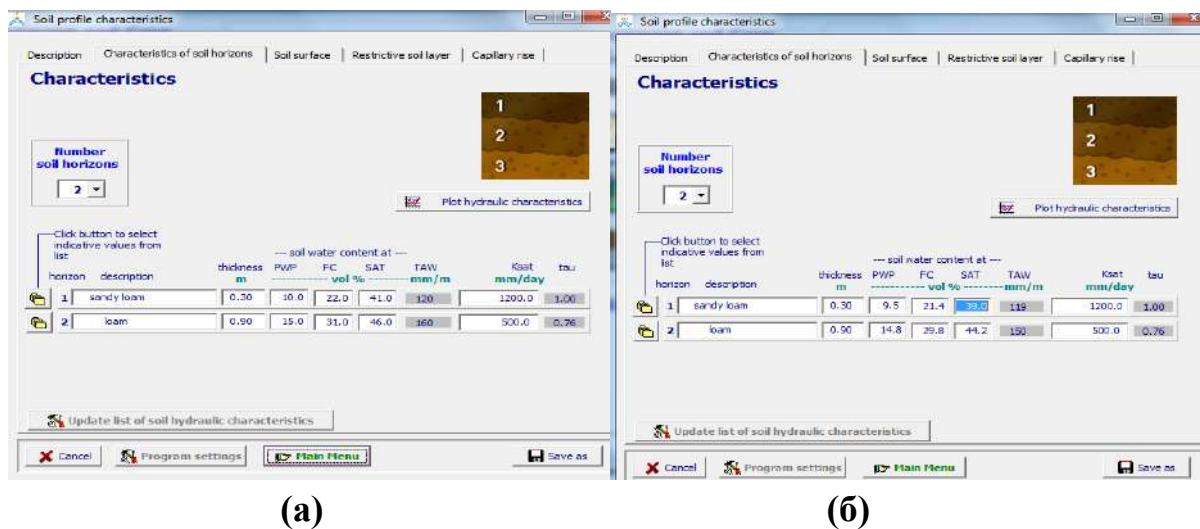 Soil profile characteristics
Description Characteristics of soil horizons Soil surface Restrictive soil layer Capillary rise
Characteristics
1
2
3
Number
soil horizons
2
Plot hydraulic characteristics
Click button to select
indicative values from
list
--- soil water content at ---
thickness PWP FC SAT TAW Ksat tau
horizon description m ---------- vol % ---------- mm/m mm/day
1 sandy loam 0.30 10.0 22.0 41.0 120 1200.0 1.00
2 loam 0.90 15.0 31.0 46.0 160 500.0 0.76
Update list of soil hydraulic characteristics
Cancel Program settings Main Menu Save as
(а)
Soil profile characteristics
Description Characteristics of soil horizons Soil surface Restrictive soil layer Capillary rise
Characteristics
1
2
3
Number
soil horizons
2
Plot hydraulic characteristics
Click button to select
indicative values from
list
--- soil water content at ---
thickness PWP FC SAT TAW Ksat tau
horizon description m ---------- vol % ---------- mm/m mm/day
1 sandy loam 0.30 9.5 21.4 39.0 119 1200.0 1.00
2 loam 0.90 14.8 29.8 44.2 150 500.0 0.76
Update list of soil hydraulic characteristics
Cancel Program settings Main Menu Save as
(б)